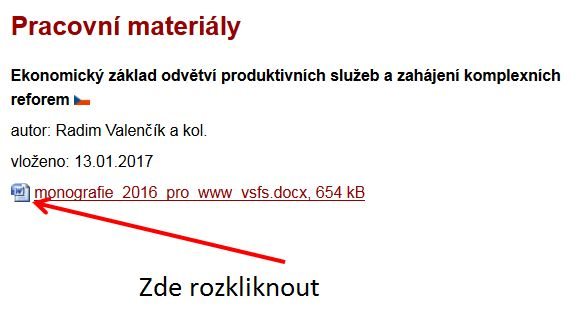 Pracovní materiály
Ekonomický základ odvětví produktivních služeb a zahájení komplexních
reforem
autor: Radim Valenčík a kol.
vloženo: 13.01.2017
monografie_2016_pro_www_vsfs.docx, 654 kB
Zde rozkliknout